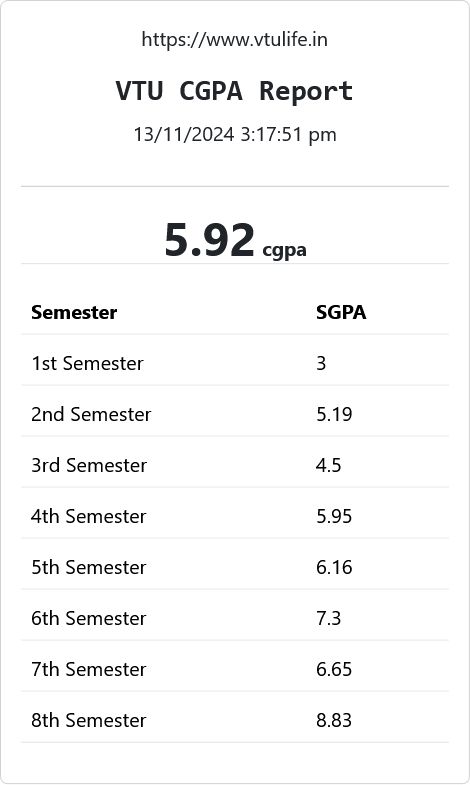 https://www.vtulife.in
VTU CGPA Report
13/11/2024 3:17:51 pm
5.92 cgpa
Semester SGPA
1st Semester 3
2nd Semester 5.19
3rd Semester 4.5
4th Semester 5.95
5th Semester 6.16
6th Semester 7.3
7th Semester 6.65
8th Semester 8.83